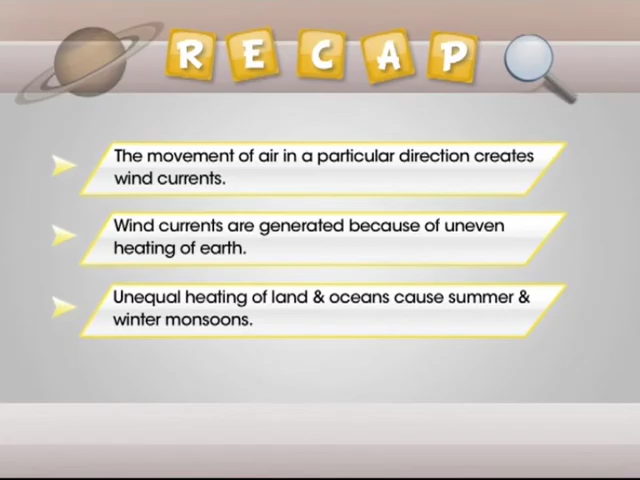 RECAP
The movement of air in a particular direction creates
wind currents.
Wind currents are generated because of uneven
heating of earth.
Unequal heating of land & oceans cause summer &
winter monsoons.